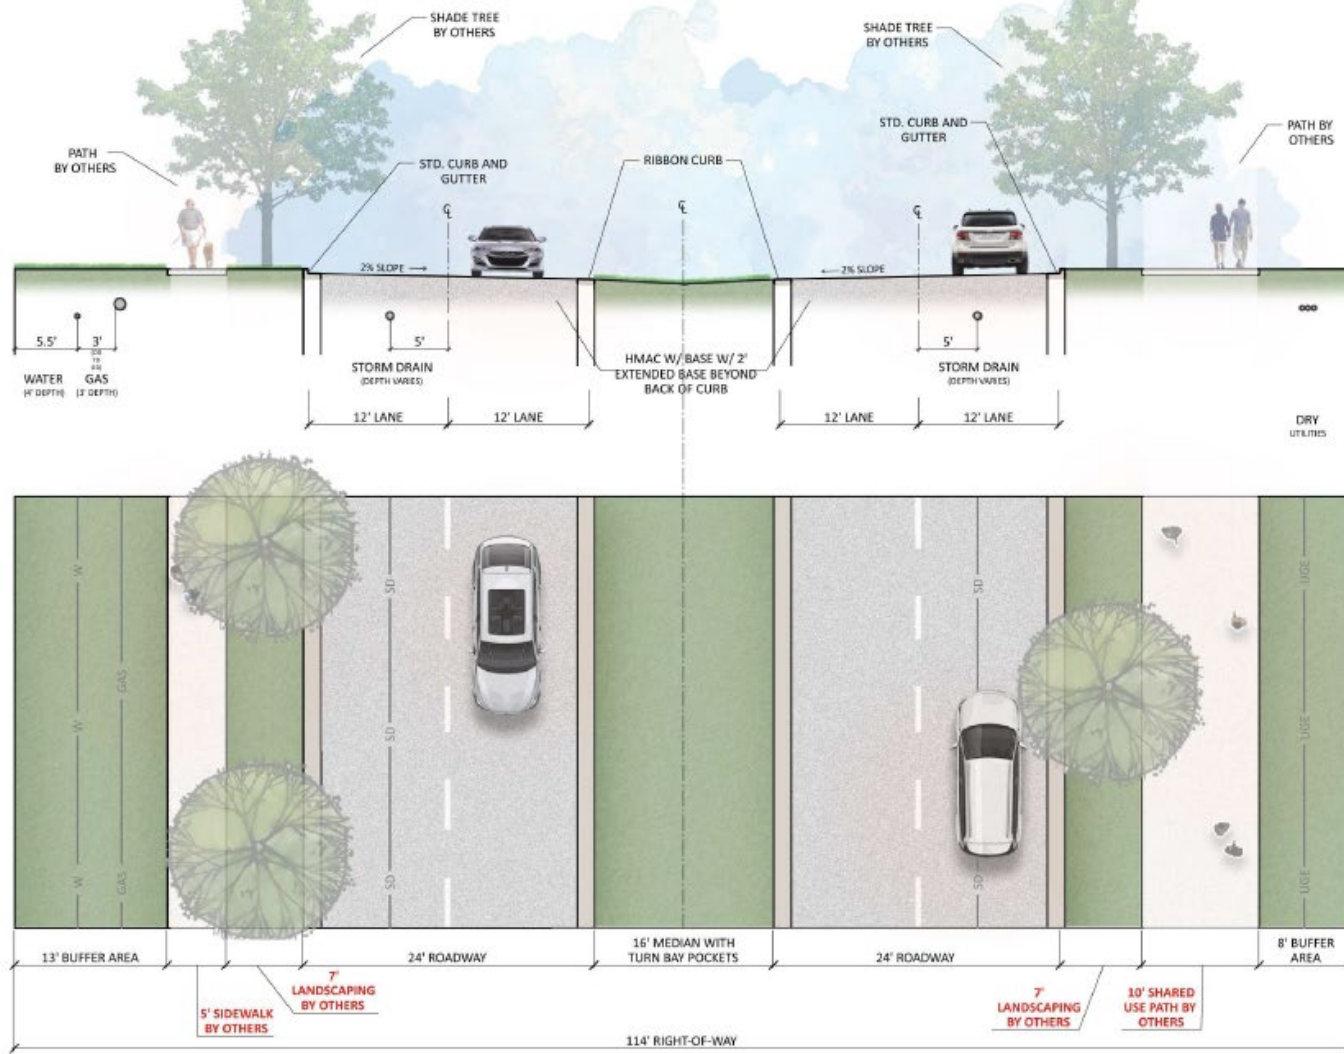 SHADE TREE
BY OTHERS
SHADE TREE
BY OTHERS
PATH
BY OTHERS
STD. CURB AND
GUTTER
RIBBON CURB
STD. CURB AND
GUTTER
PATH BY
OTHERS
℄
℄
℄
2% SLOPE →
← 2% SLOPE
5.5'
3'
WATER
(4' DEPTH)
GAS
(3' DEPTH)
5'
STORM DRAIN
(DEPTH VARIES)
HMAC W/ BASE W/ 2'
EXTENDED BASE BEYOND
BACK OF CURB
5'
STORM DRAIN
(DEPTH VARIES)
12' LANE
12' LANE
12' LANE
12' LANE
DRY
UTILITIES
W
W
W
GAS
GAS
SD
SD
SD
SD
SD
UGE
UGE
UGE
13' BUFFER AREA
5' SIDEWALK
BY OTHERS
7'
LANDSCAPING
BY OTHERS
24' ROADWAY
16' MEDIAN WITH
TURN BAY POCKETS
24' ROADWAY
7'
LANDSCAPING
BY OTHERS
10' SHARED
USE PATH BY
OTHERS
8' BUFFER
AREA
114' RIGHT-OF-WAY